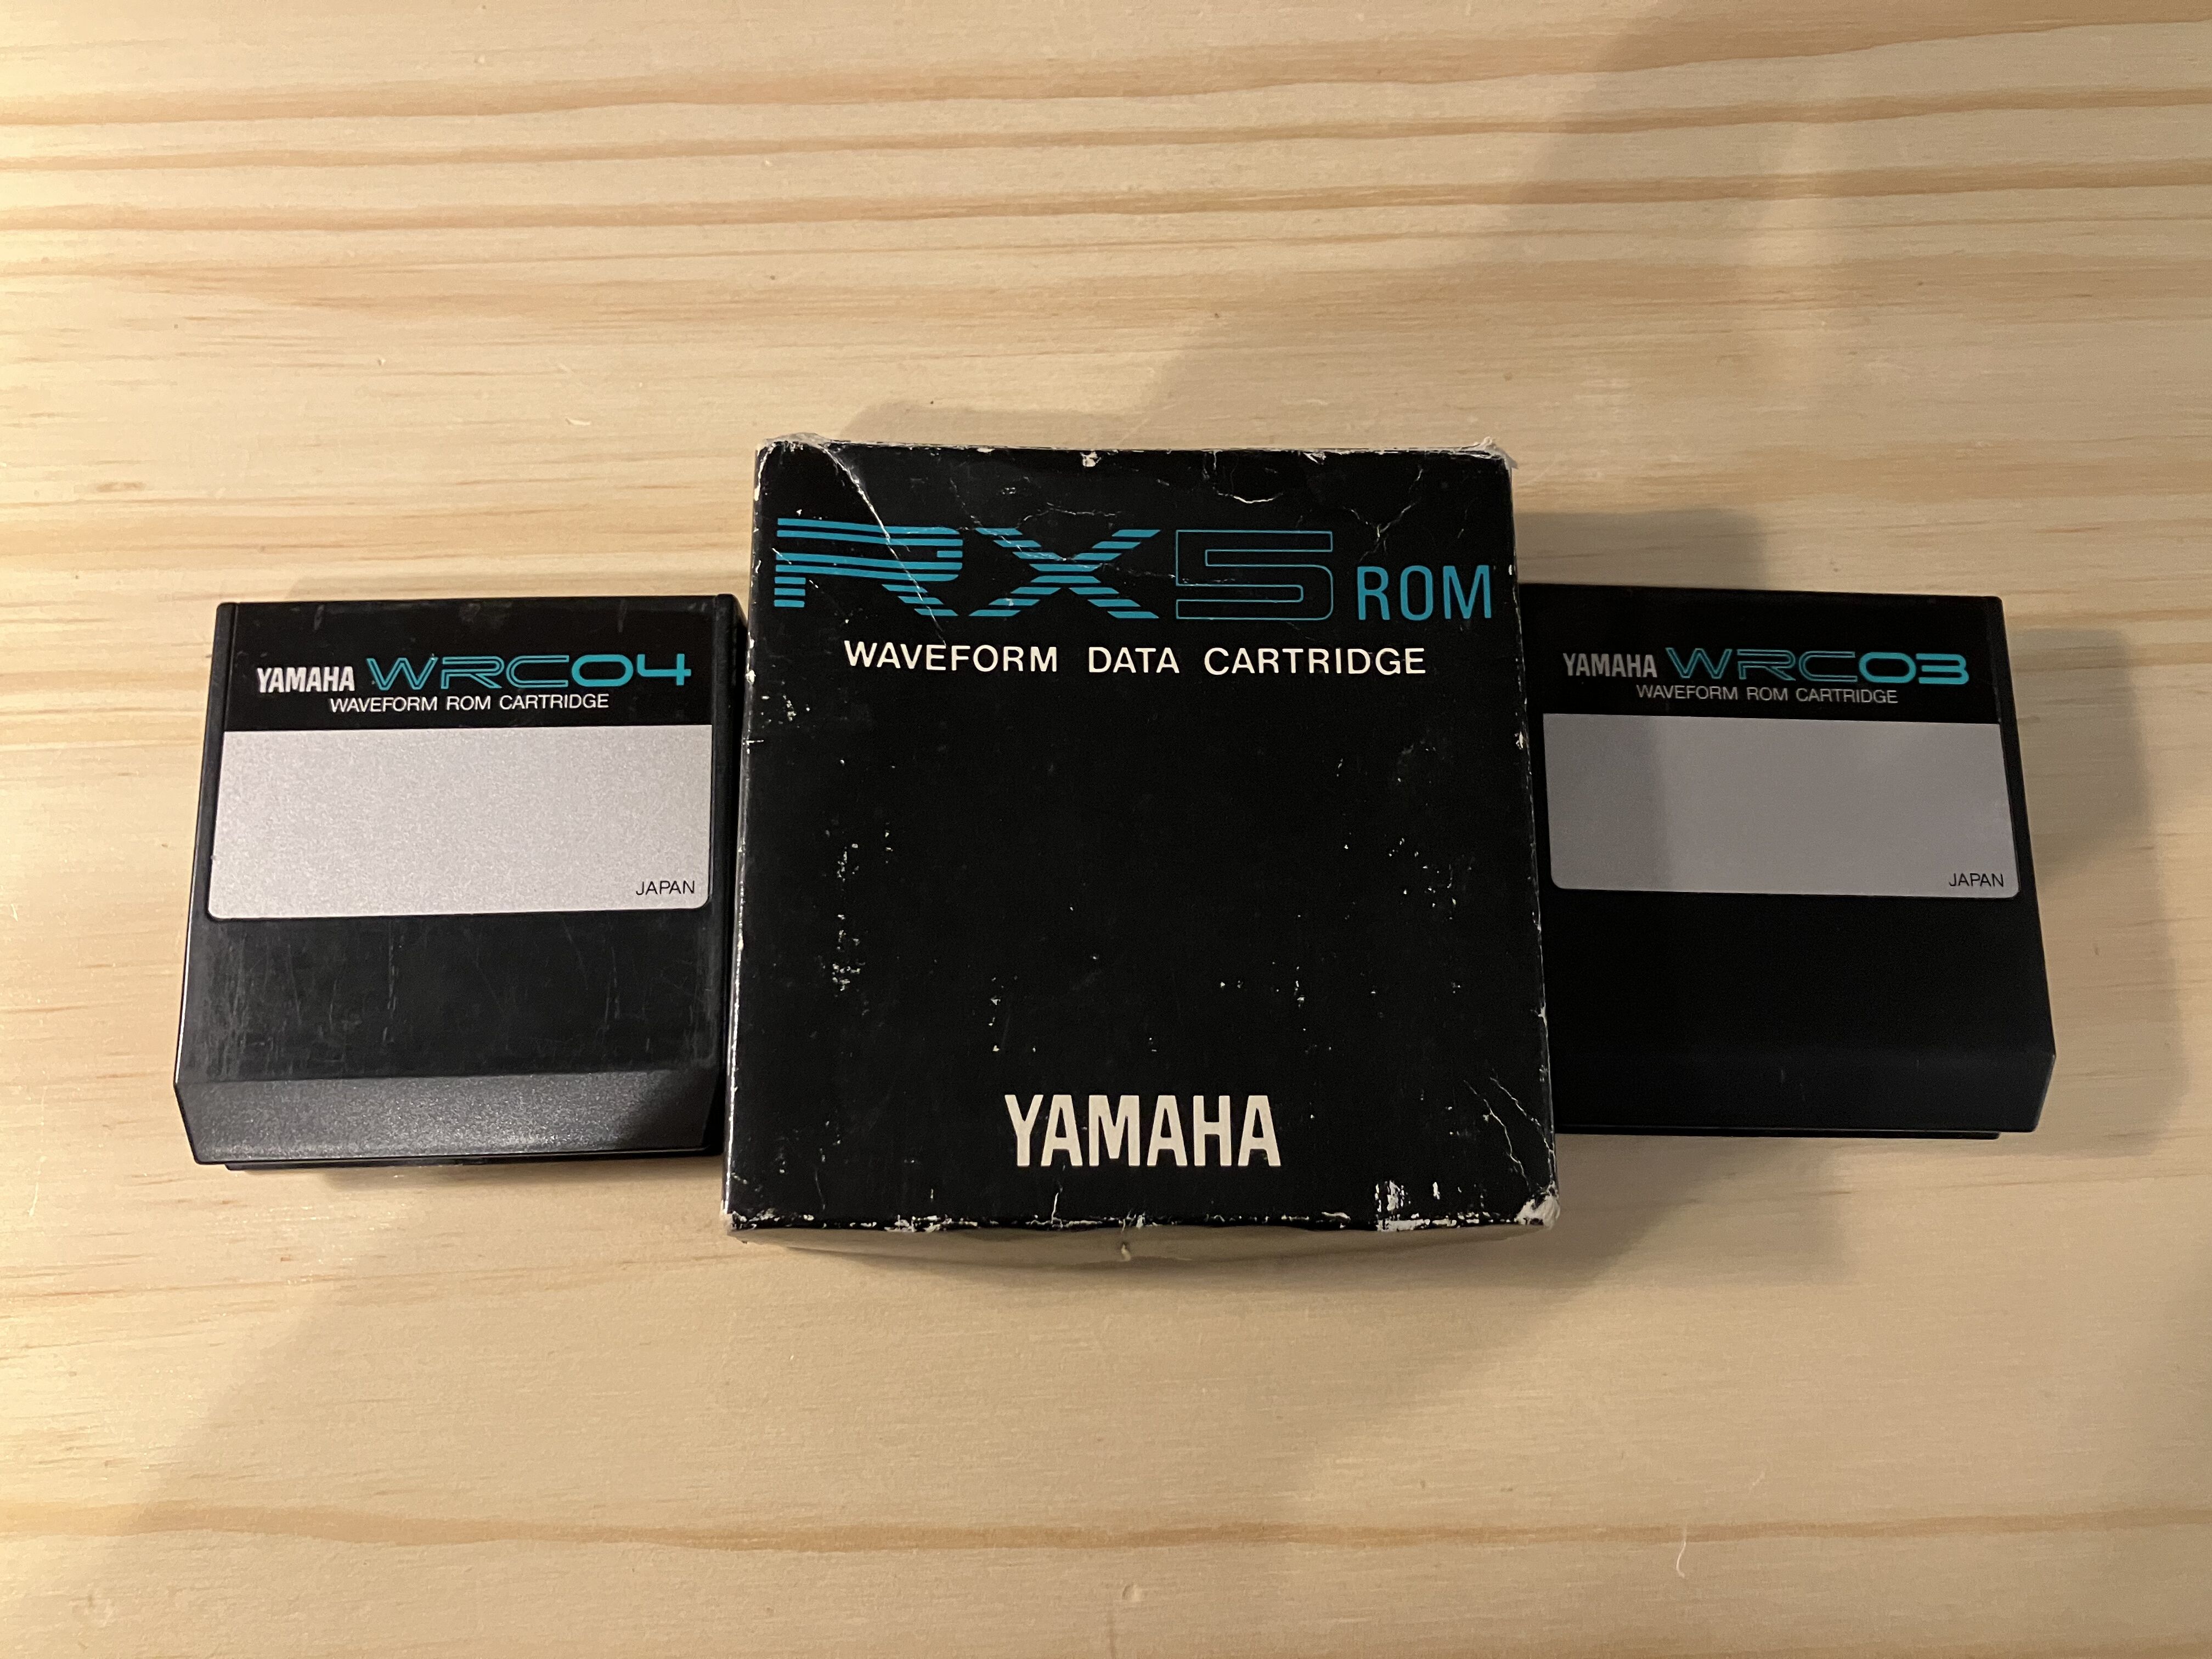 YAMAHA WRC04
WAVEFORM ROM CARTRIDGE
JAPAN
RX5 ROM
WAVEFORM DATA CARTRIDGE
YAMAHA
YAMAHA WRC03
WAVEFORM ROM CARTRIDGE
JAPAN